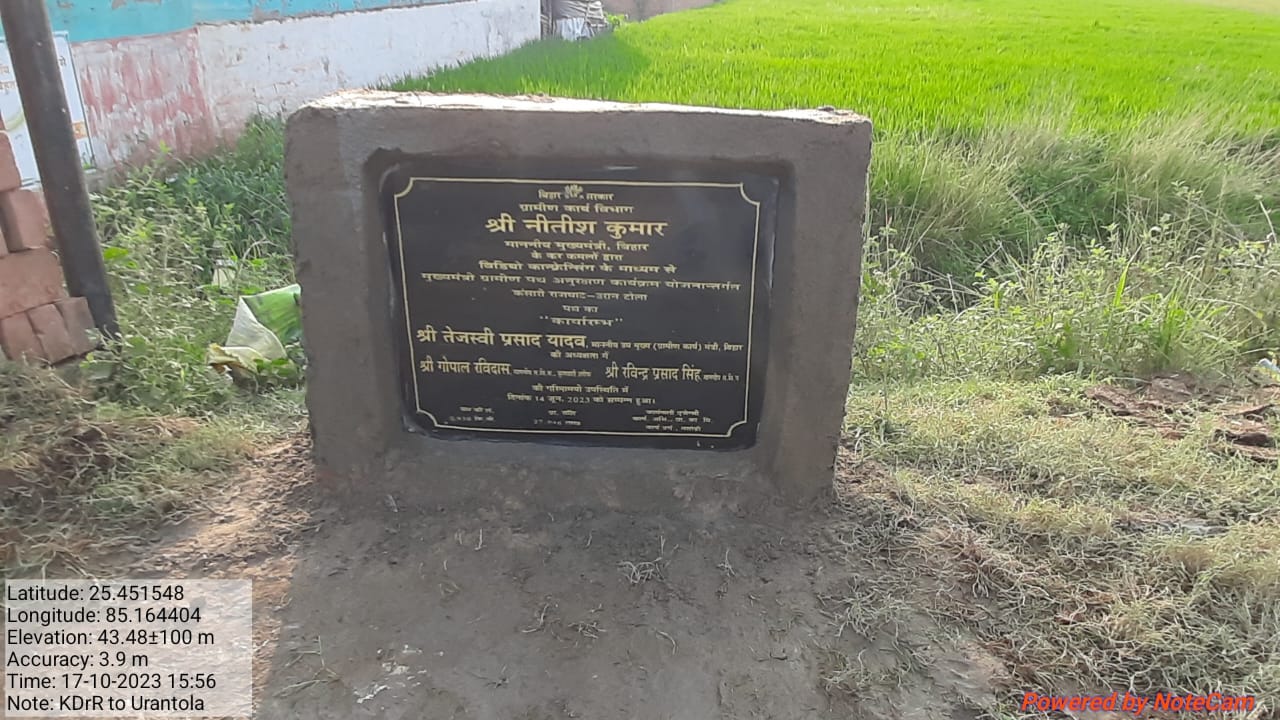 बिहार सरकार
ग्रामीण कार्य विभाग
श्री नीतीश कुमार
माननीय मुख्यमंत्री, बिहार
के कर कमलों द्वारा
विडियो कान्फ्रेन्सिंग के माध्यम से
मुख्यमंत्री ग्रामीण पथ अनुरक्षण कार्यक्रम योजनान्तर्गत
कंसारी राजघाट-उरान टोला
पथ का
"कार्यारम्भ"
श्री तेजस्वी प्रसाद यादव, माननीय उप मुख्य (ग्रामीण कार्य) मंत्री, बिहार
की अध्यक्षता में
श्री गोपाल रविदास, श्री रविन्द्र प्रसाद सिंह,
की गरिमामयी उपस्थिति में
दिनांक 14 जून, 2023 को सम्पन्न हुआ।
Latitude: 25.451548
Longitude: 85.164404
Elevation: 43.48±100 m
Accuracy: 3.9 m
Time: 17-10-2023 15:56
Note: KDrR to Urantola
Powered by NoteCam